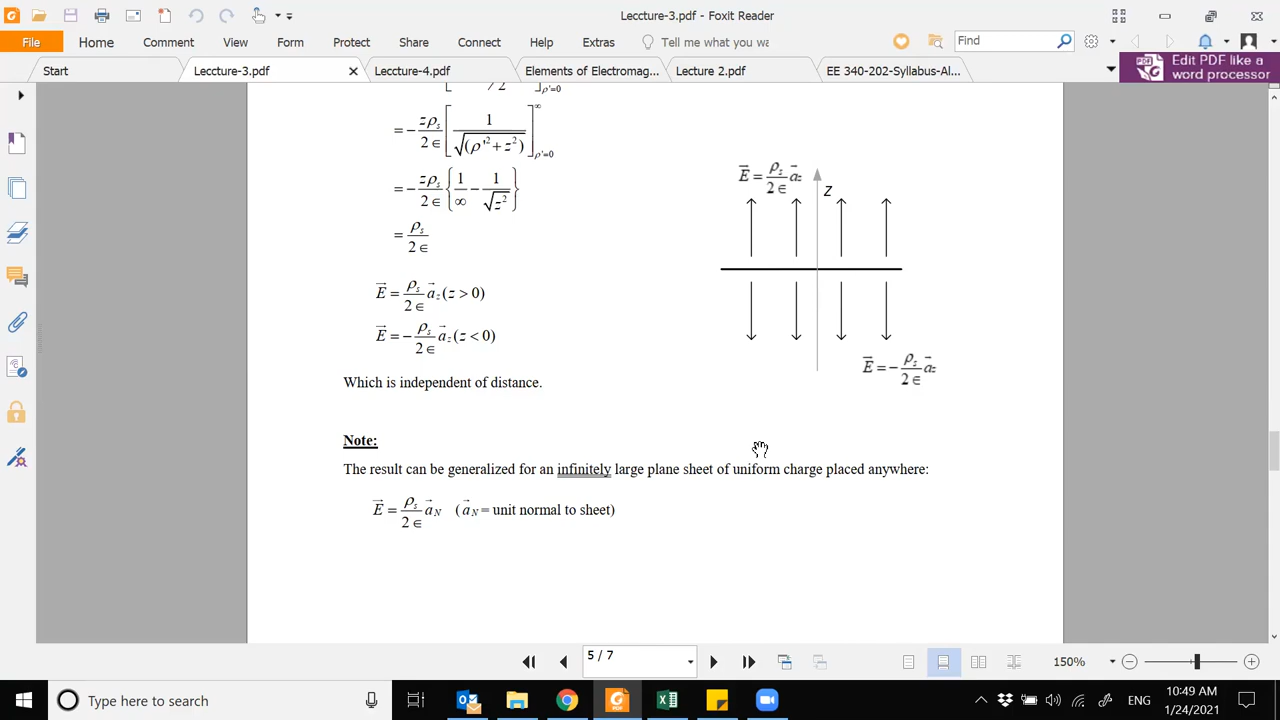 Leccture-3.pdf - Foxit Reader
File Home Comment View Form Protect Share Connect Help Extras Tell me what you wa Find
Start Leccture-3.pdf Leccture-4.pdf Elements of Electromag... Lecture 2.pdf EE 340-202-Syllabus-Al... Edit PDF like a
word processor
= - zρs / 2∈ [ 1 / √(ρ'² + z²) ] ∞ ρ'=0
= - zρs / 2∈ { 1/∞ - 1/√z² }
= ρs / 2∈
E = ρs / 2∈ az (z > 0)
E = - ρs / 2∈ az (z < 0)
E = ρs / 2∈ az
Z
E = - ρs / 2∈ az
Which is independent of distance.
Note:
The result can be generalized for an infinitely large plane sheet of uniform charge placed anywhere:
E = ρs / 2∈ aN ( aN = unit normal to sheet)
5 / 7 150%
Type here to search
ENG
10:49 AM
1/24/2021